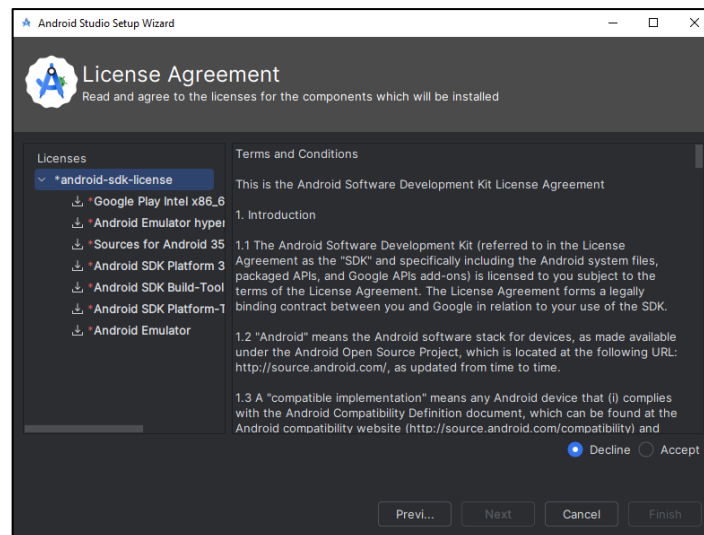 Android Studio Setup Wizard
License Agreement
Read and agree to the licenses for the components which will be installed
Licenses
*android-sdk-license
*Google Play Intel x86_6
*Android Emulator hyper
*Sources for Android 35
*Android SDK Platform 3
*Android SDK Build-Tool
*Android SDK Platform-T
*Android Emulator
Terms and Conditions
This is the Android Software Development Kit License Agreement
1. Introduction
1.1 The Android Software Development Kit (referred to in the License
Agreement as the "SDK" and specifically including the Android system files,
packaged APIs, and Google APIs add-ons) is licensed to you subject to the
terms of the License Agreement. The License Agreement forms a legally
binding contract between you and Google in relation to your use of the SDK.
1.2 "Android" means the Android software stack for devices, as made available
under the Android Open Source Project, which is located at the following URL:
http://source.android.com/, as updated from time to time.
1.3 A "compatible implementation" means any Android device that (i) complies
with the Android Compatibility Definition document, which can be found at the
Android compatibility website (http://source.android.com/compatibility) and
Decline Accept
Previ... Next Cancel Finish